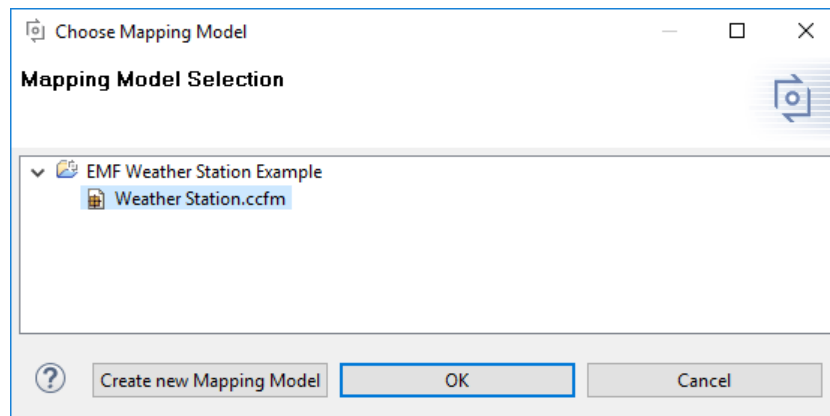 Choose Mapping Model
Mapping Model Selection
EMF Weather Station Example
Weather Station.ccfm
?
Create new Mapping Model
OK
Cancel